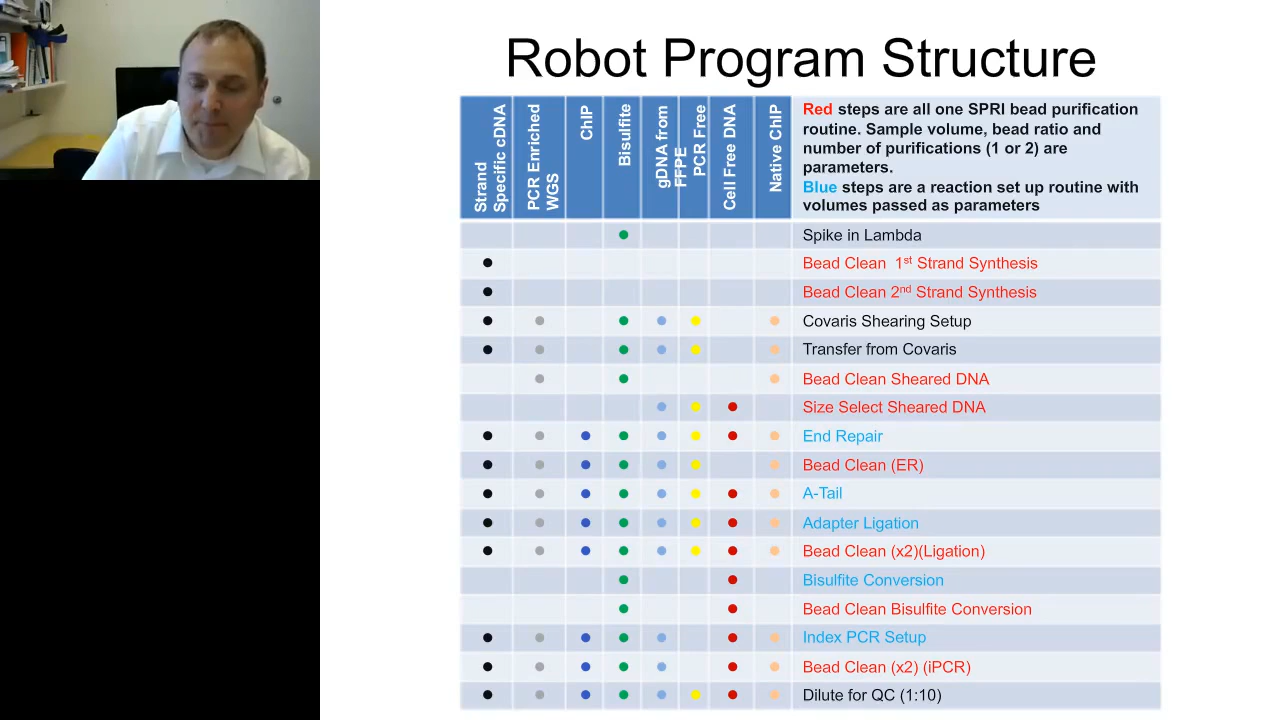 Robot Program Structure
Strand
Specific cDNA
PCR Enriched
WGS
ChIP
Bisulfite
gDNA from
FFPE
PCR Free
Cell Free DNA
Native ChIP
Red steps are all one SPRI bead purification
routine. Sample volume, bead ratio and
number of purifications (1 or 2) are
parameters.
Blue steps are a reaction set up routine with
volumes passed as parameters
Spike in Lambda
Bead Clean 1st Strand Synthesis
Bead Clean 2nd Strand Synthesis
Covaris Shearing Setup
Transfer from Covaris
Bead Clean Sheared DNA
Size Select Sheared DNA
End Repair
Bead Clean (ER)
A-Tail
Adapter Ligation
Bead Clean (x2)(Ligation)
Bisulfite Conversion
Bead Clean Bisulfite Conversion
Index PCR Setup
Bead Clean (x2) (iPCR)
Dilute for QC (1:10)